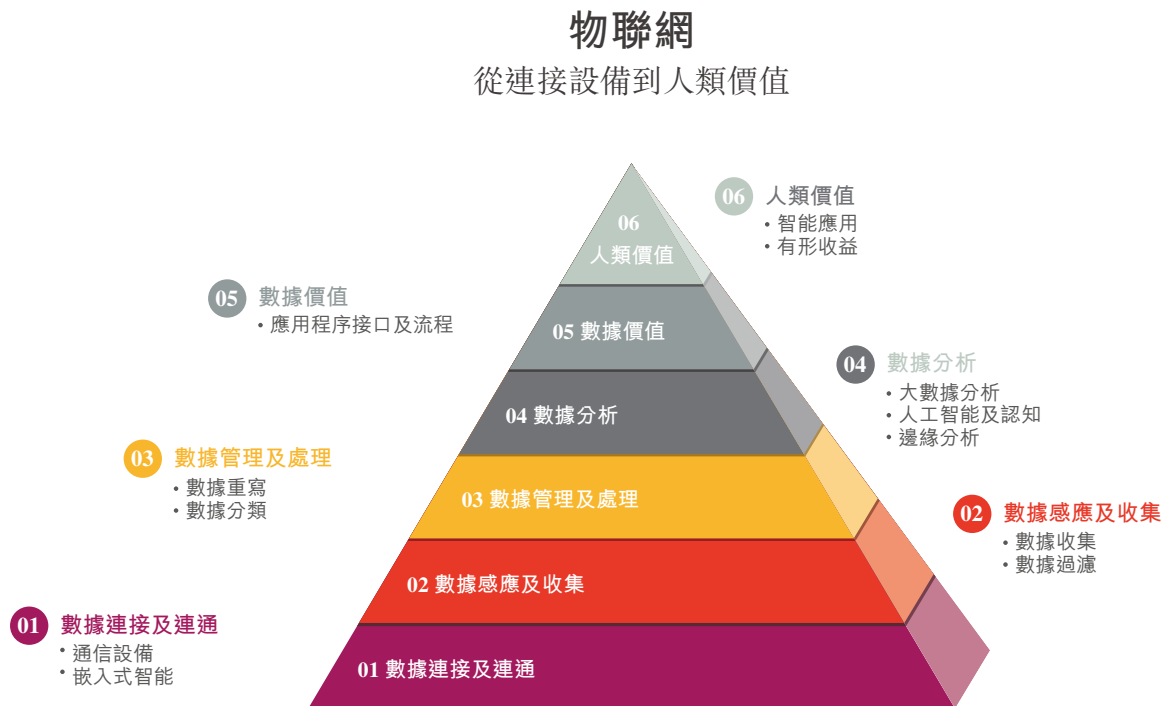 物聯網
從連接設備到人類價值
06
人類價值
05 數據價值
04 數據分析
03 數據管理及處理
02 數據感應及收集
01 數據連接及連通
06 人類價值
• 智能應用
• 有形收益
05 數據價值
• 應用程序接口及流程
04 數據分析
• 大數據分析
• 人工智能及認知
• 邊緣分析
03 數據管理及處理
• 數據重寫
• 數據分類
02 數據感應及收集
• 數據收集
• 數據過濾
01 數據連接及連通
• 通信設備
• 嵌入式智能